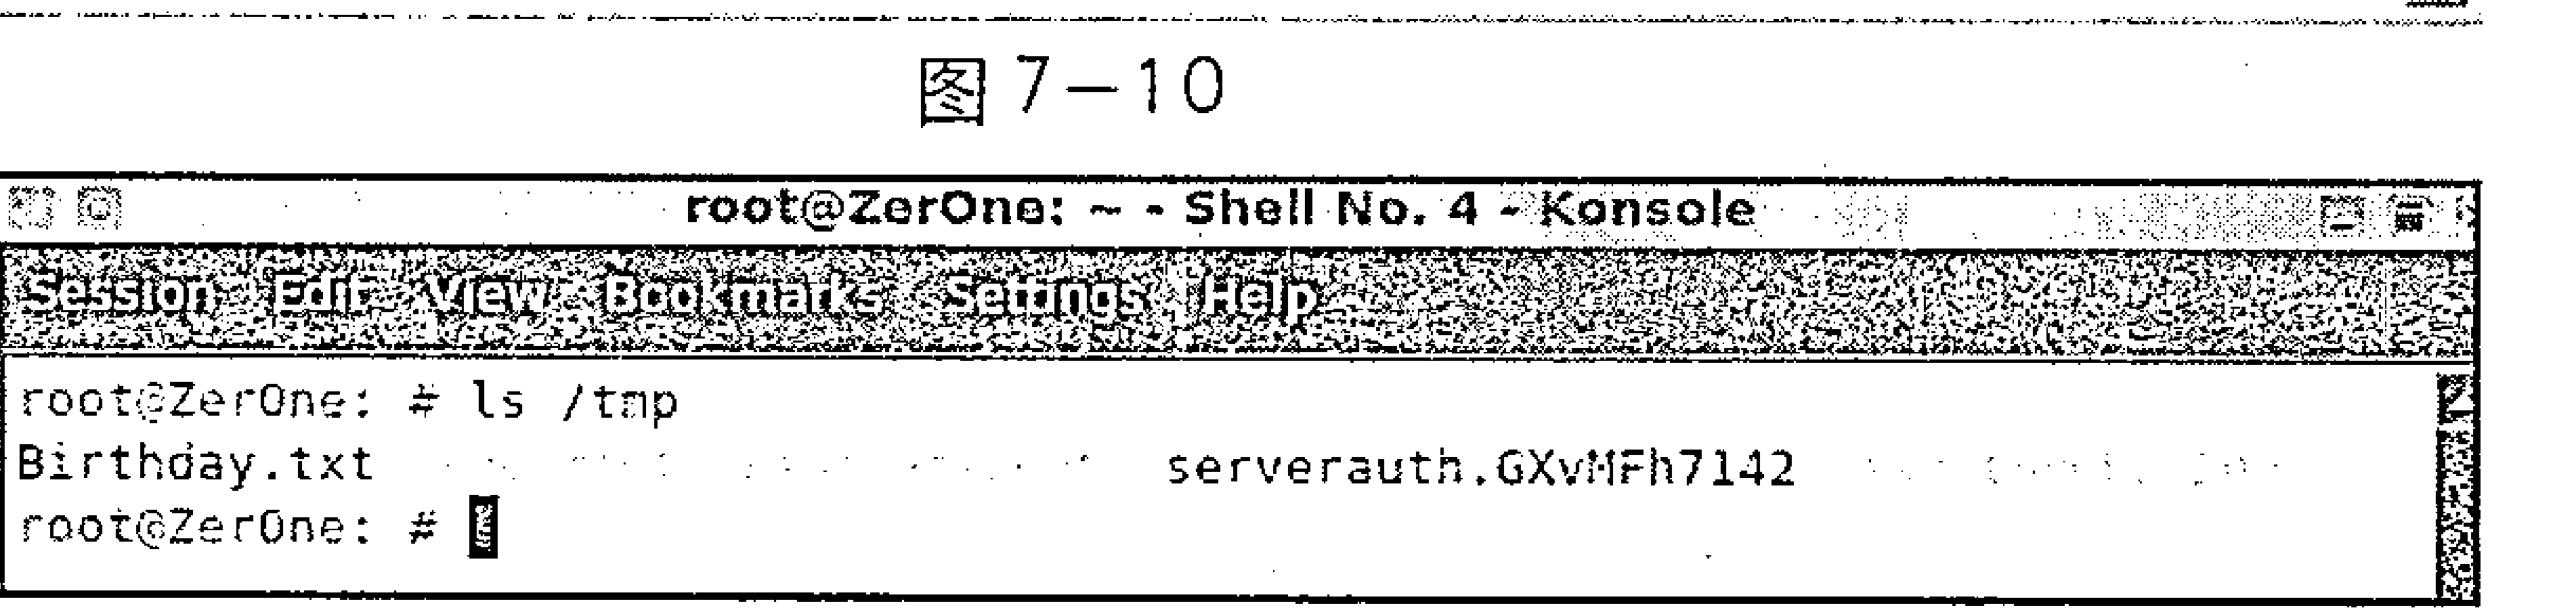 图 7-10
root@ZerOne: ~ - Shell No. 4 - Konsole
Session Edit View Bookmarks Settings Help
root@ZerOne: # ls /tmp
Birthday.txt serverauth.GXvMFh7142
root@ZerOne: #